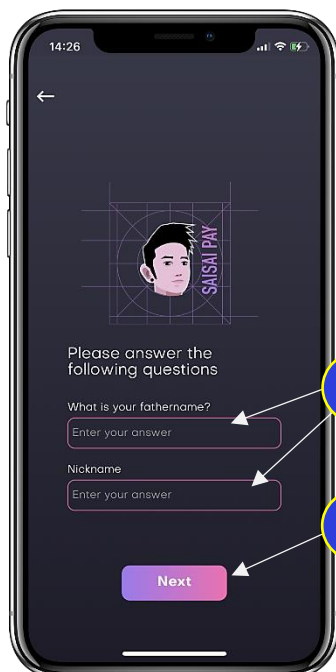 14:26
SAISAI PAY
Please answer the
following questions
What is your fathername?
Enter your answer
Nickname
Enter your answer
Next